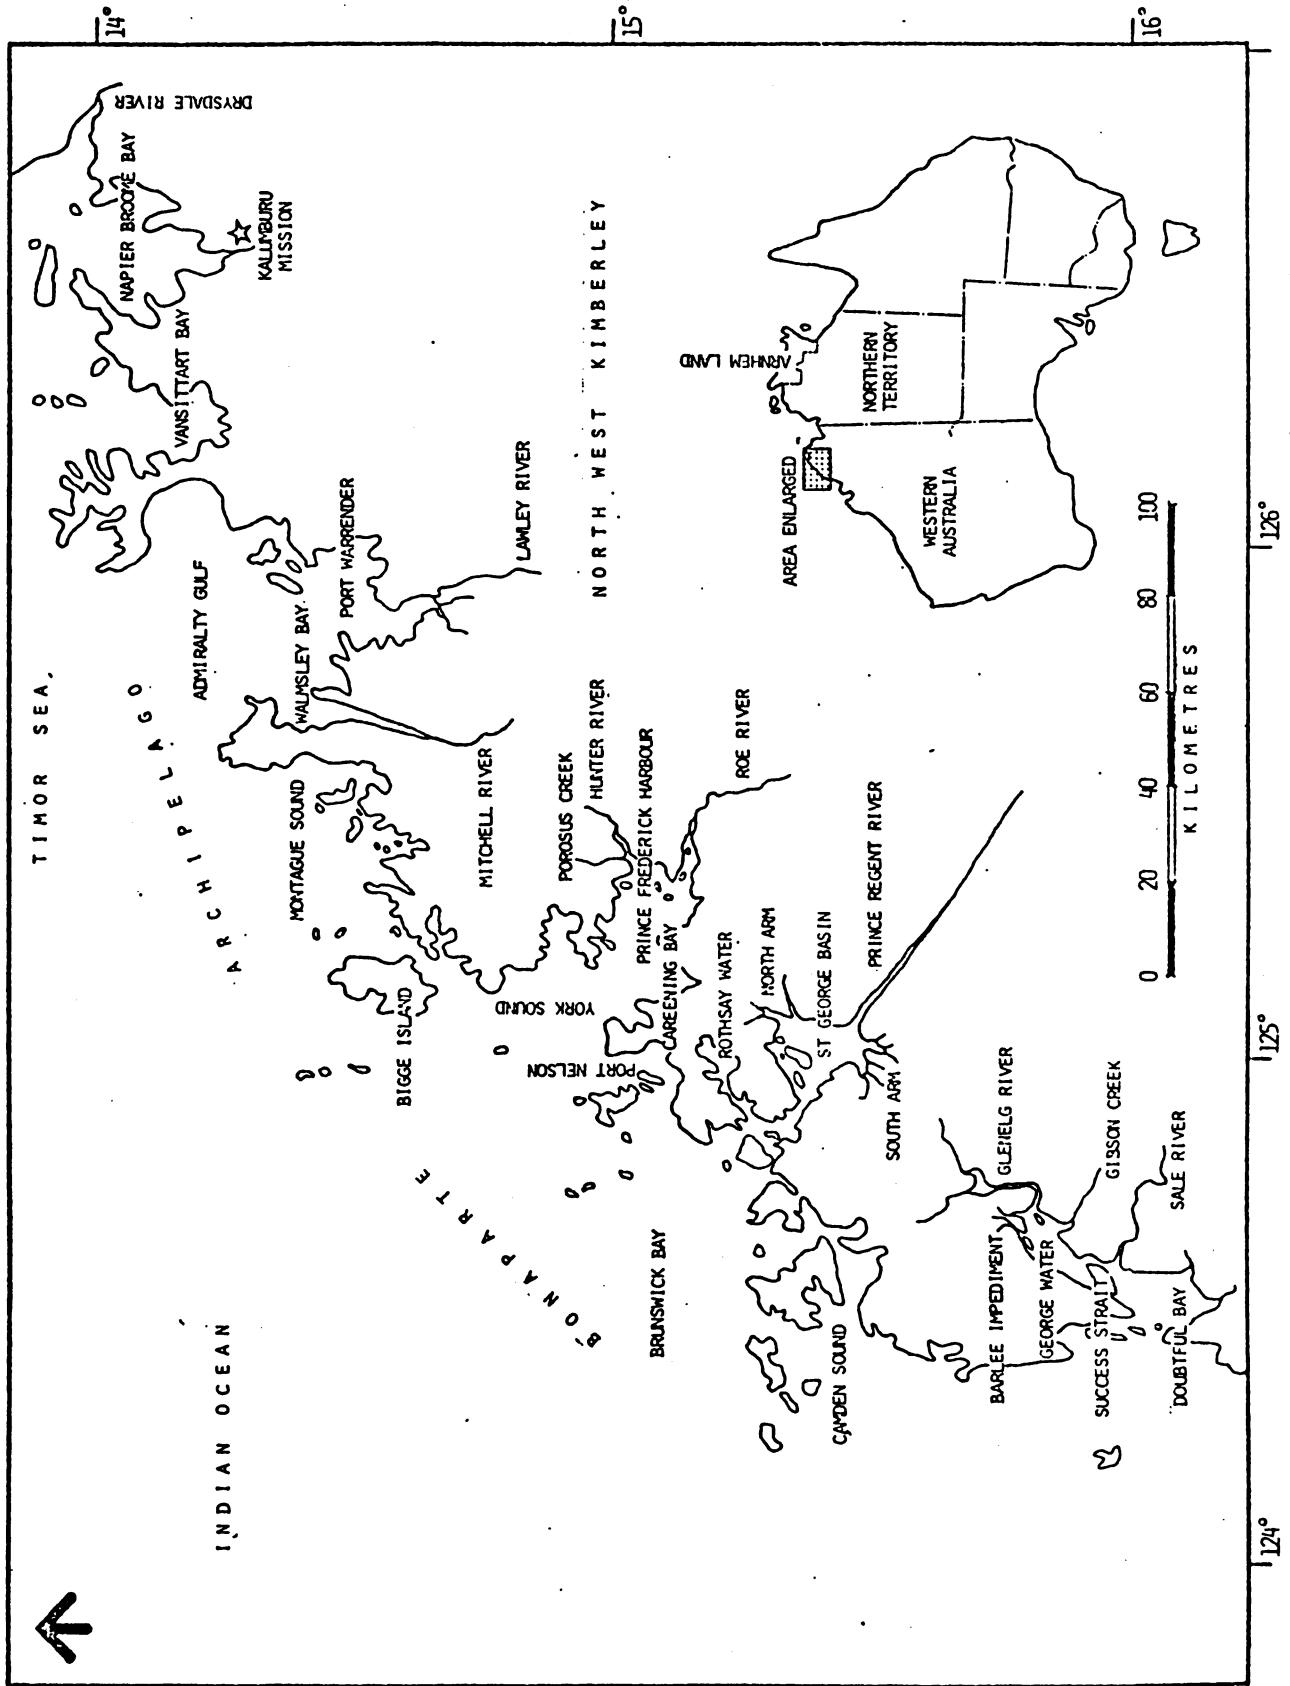 TIMOR SEA
INDIAN OCEAN
BONAPARTE
ARCHIPELAGO
14°
15°
16°
DRYSDALE RIVER
NAPIER BROOME BAY
KALUMBURU
MISSION
VANSITTART BAY
ADMIRALTY GULF
WALMSLEY BAY
PORT WARRENDER
LAWLEY RIVER
MONTAGUE SOUND
MITCHELL RIVER
NORTH WEST KIMBERLEY
BIGGE ISLAND
YORK SOUND
PORT NELSON
POROSUS CREEK
HUNTER RIVER
PRINCE FREDERICK HARBOUR
CAREENING BAY
ROE RIVER
BRUNSWICK BAY
ROTHSAY WATER
NORTH ARM
ST GEORGE BASIN
PRINCE REGENT RIVER
SOUTH ARM
CAMDEN SOUND
GLENELG RIVER
BARLEE IMPEDIMENT
GEORGE WATER
GIBSON CREEK
SUCCESS STRAIT
SALE RIVER
DOUBTFUL BAY
ARNHEM LAND
AREA ENLARGED
NORTHERN
TERRITORY
WESTERN
AUSTRALIA
0 20 40 60 80 100
KILOMETRES
124°
125°
126°